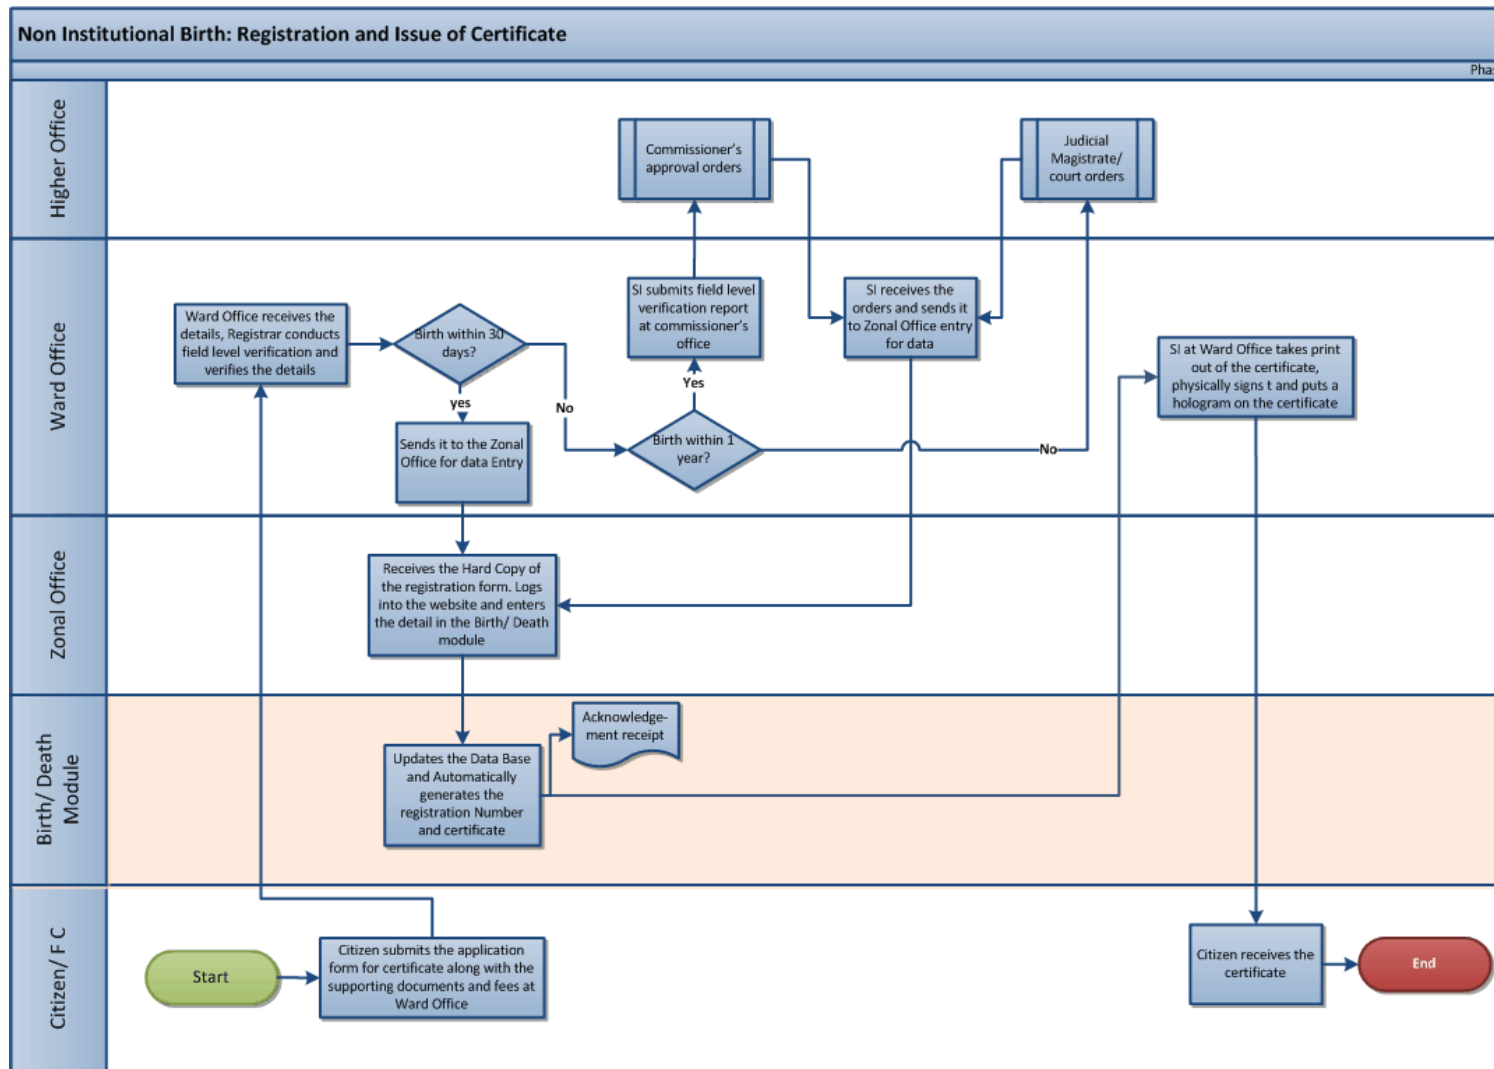 Non Institutional Birth: Registration and Issue of Certificate
Phas
Higher Office
Commissioner's
approval orders
Judicial
Magistrate/
court orders
Ward Office
Ward Office receives the
details, Registrar conducts
field level verification and
verifies the details
Birth within 30
days?
yes
No
Sends it to the Zonal
Office for data Entry
SI submits field level
verification report
at commissioner's
office
Yes
Birth within 1
year?
No
SI receives the
orders and sends it
to Zonal Office entry
for data
SI at Ward Office takes print
out of the certificate,
physically signs t and puts a
hologram on the certificate
Zonal Office
Receives the Hard Copy of
the registration form. Logs
into the website and enters
the detail in the Birth/ Death
module
Birth/ Death
Module
Updates the Data Base
and Automatically
generates the
registration Number
and certificate
Acknowledge-
ment receipt
Citizen/ F C
Start
Citizen submits the application
form for certificate along with the
supporting documents and fees at
Ward Office
Citizen receives the
certificate
End